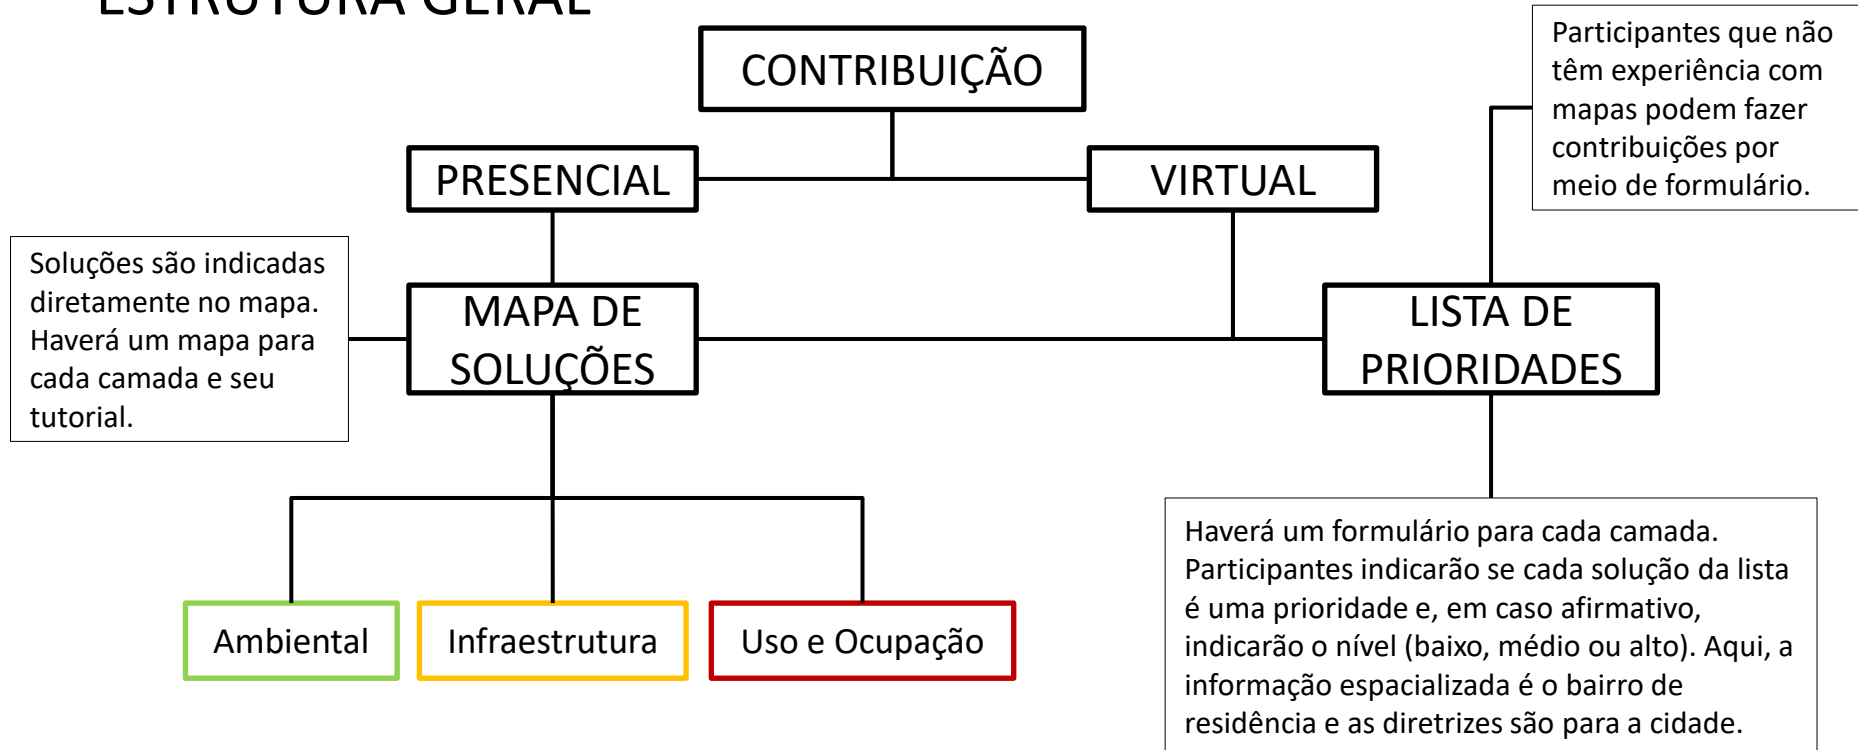 ESTRUTURA GERAL
CONTRIBUIÇÃO
Participantes que não
têm experiência com
mapas podem fazer
contribuições por
meio de formulário.
PRESENCIAL
VIRTUAL
Soluções são indicadas
diretamente no mapa.
Haverá um mapa para
cada camada e seu
tutorial.
MAPA DE
SOLUÇÕES
LISTA DE
PRIORIDADES
Ambiental
Infraestrutura
Uso e Ocupação
Haverá um formulário para cada camada.
Participantes indicarão se cada solução da lista
é uma prioridade e, em caso afirmativo,
indicarão o nível (baixo, médio ou alto). Aqui, a
informação espacializada é o bairro de
residência e as diretrizes são para a cidade.